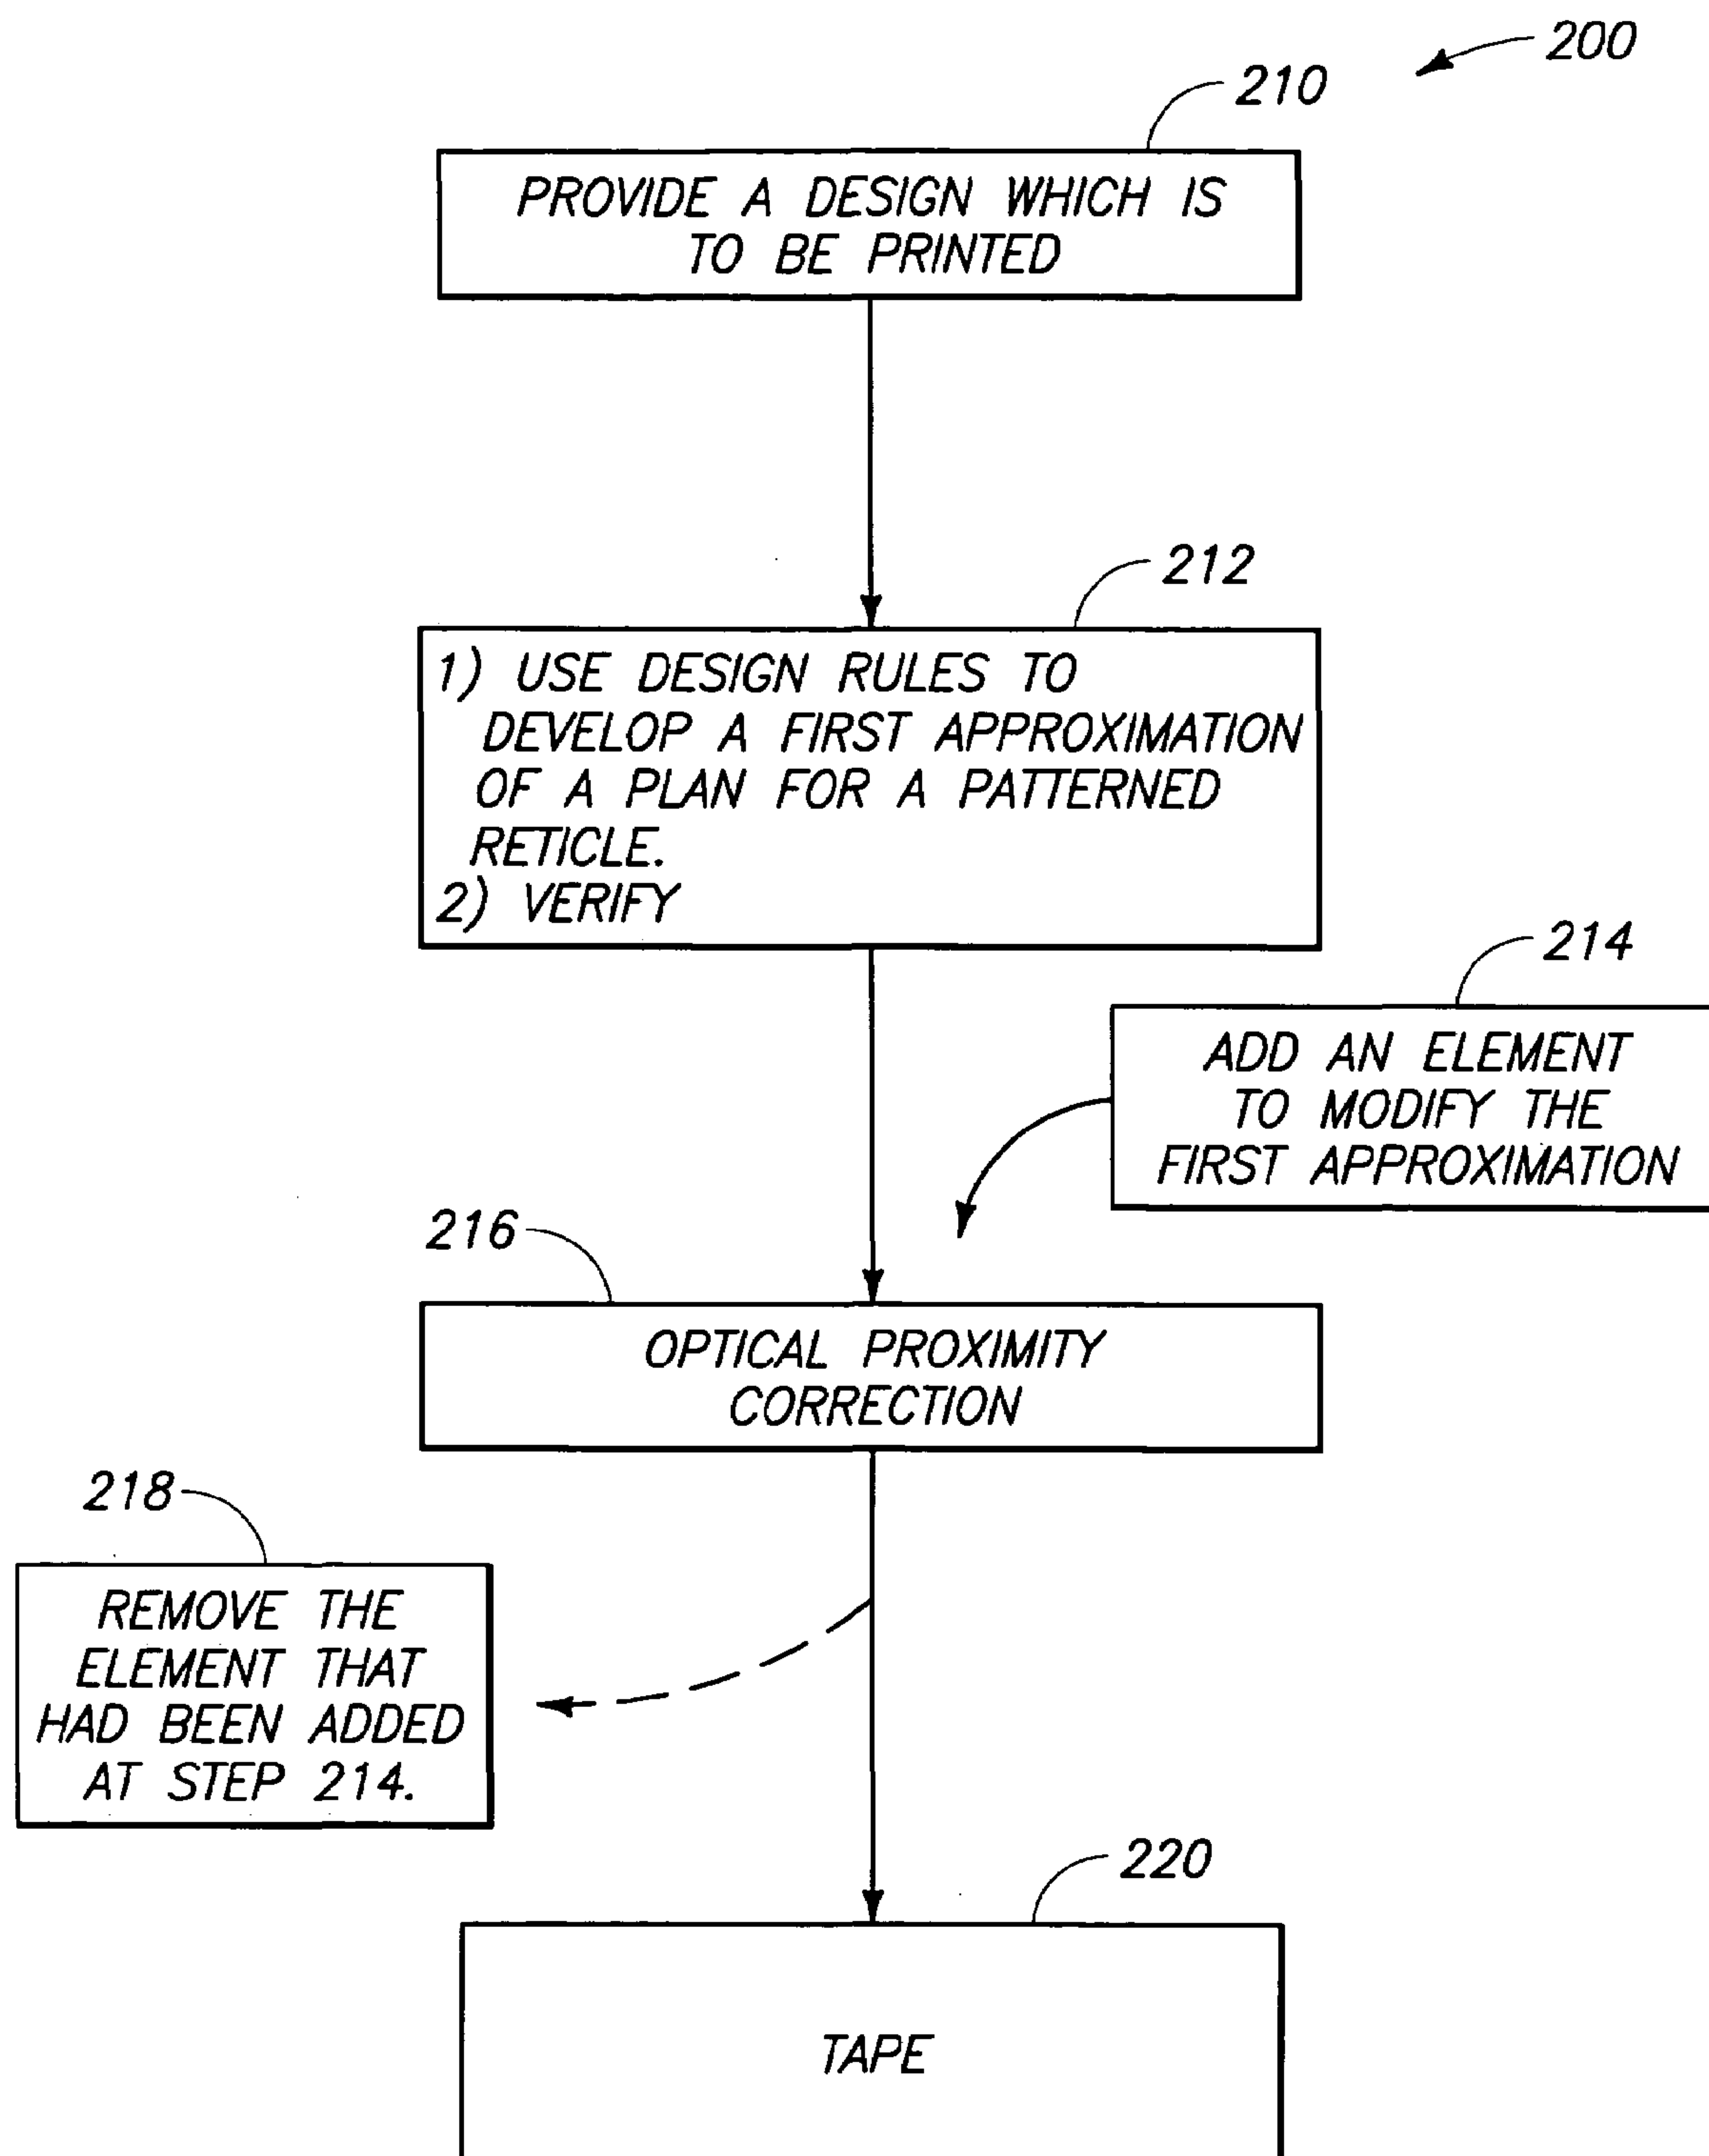 200
210
PROVIDE A DESIGN WHICH IS
TO BE PRINTED
212
1) USE DESIGN RULES TO
DEVELOP A FIRST APPROXIMATION
OF A PLAN FOR A PATTERNED
RETICLE.
2) VERIFY
214
ADD AN ELEMENT
TO MODIFY THE
FIRST APPROXIMATION
216
OPTICAL PROXIMITY
CORRECTION
218
REMOVE THE
ELEMENT THAT
HAD BEEN ADDED
AT STEP 214.
220
TAPE